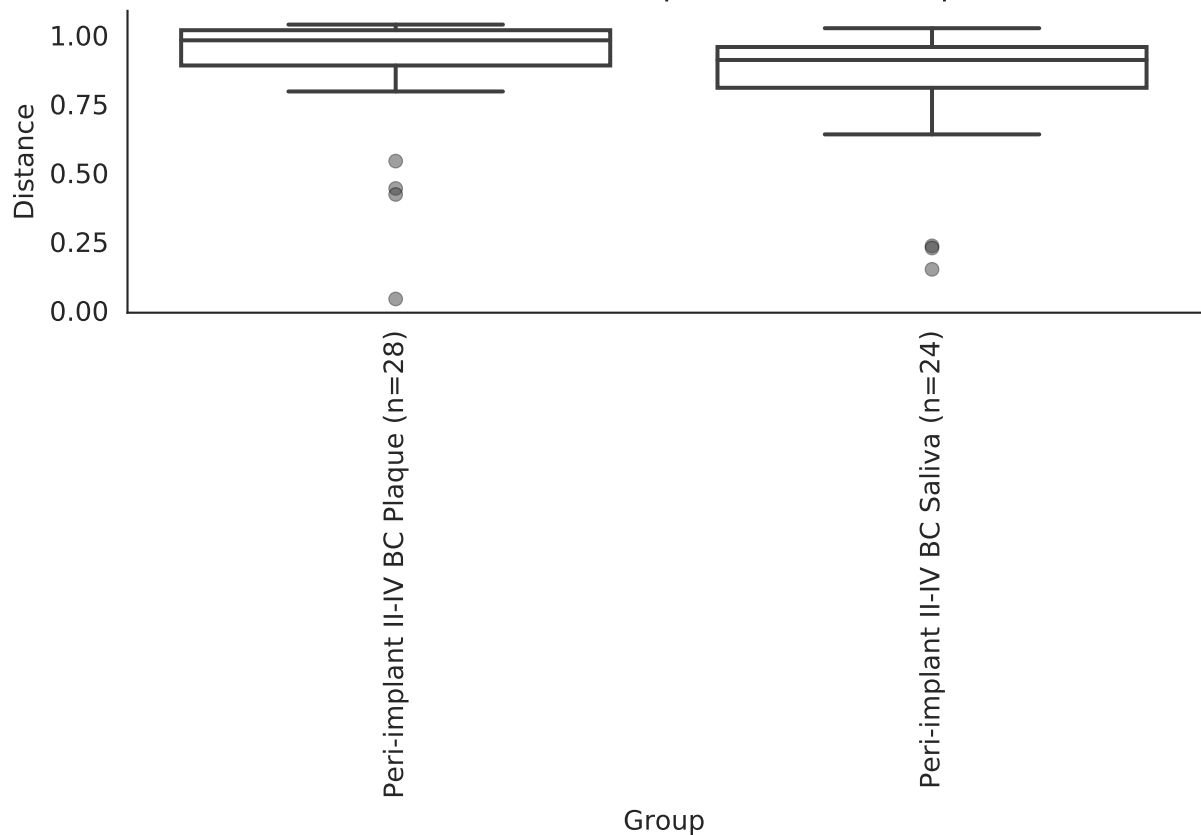 1.00
0.75
0.50
0.25
0.00
Distance
Peri-implant II-IV BC Plaque (n=28)
Peri-implant II-IV BC Saliva (n=24)
Group